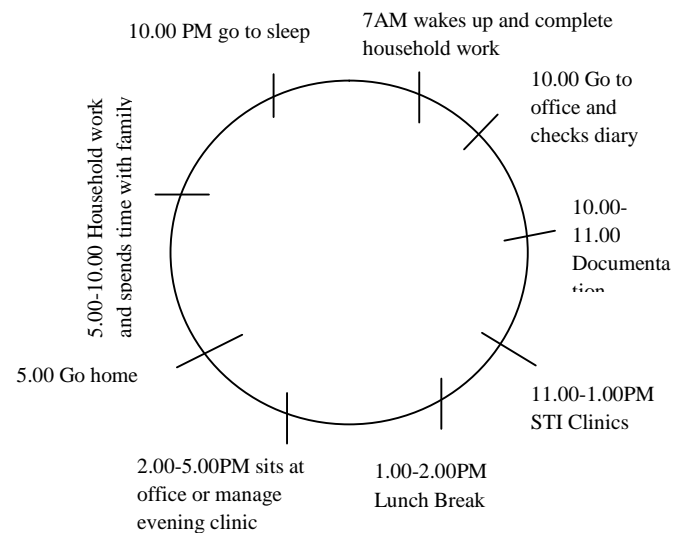 7AM wakes up and complete
household work
10.00 Go to
office and
checks diary
10.00-
11.00
Documenta
tion
11.00-1.00PM
STI Clinics
1.00-2.00PM
Lunch Break
2.00-5.00PM sits at
office or manage
evening clinic
5.00 Go home
5.00-10.00 Household work
and spends time with family
10.00 PM go to sleep